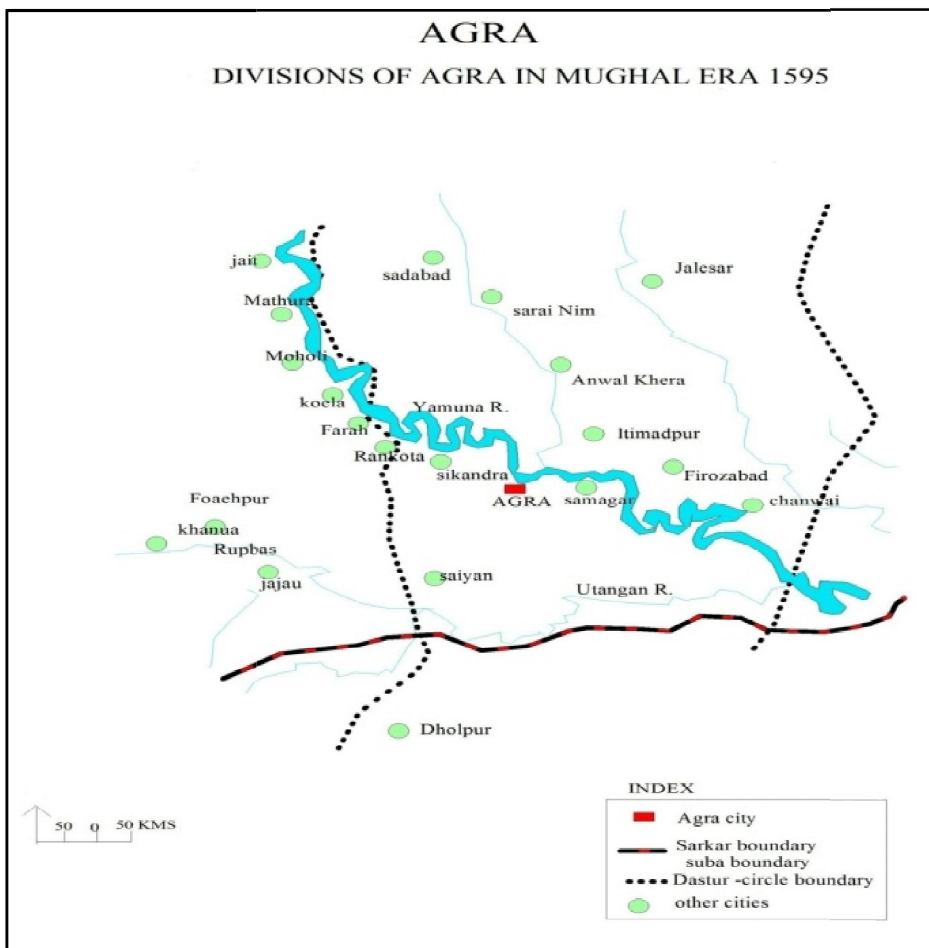 AGRA
DIVISIONS OF AGRA IN MUGHAL ERA 1595
jait
sadabad
Jalesar
Mathura
sarai Nim
Moholi
Anwal Khera
koela
Yamuna R.
Farah
Itimadpur
Rankota
sikandra
Firozabad
AGRA
samagar
chanwai
Foaehpur
khanua
Rupbas
jajau
saiyan
Utangan R.
Dholpur
INDEX
Agra city
Sarkar boundary
suba boundary
Dastur -circle boundary
other cities
50 0 50 KMS